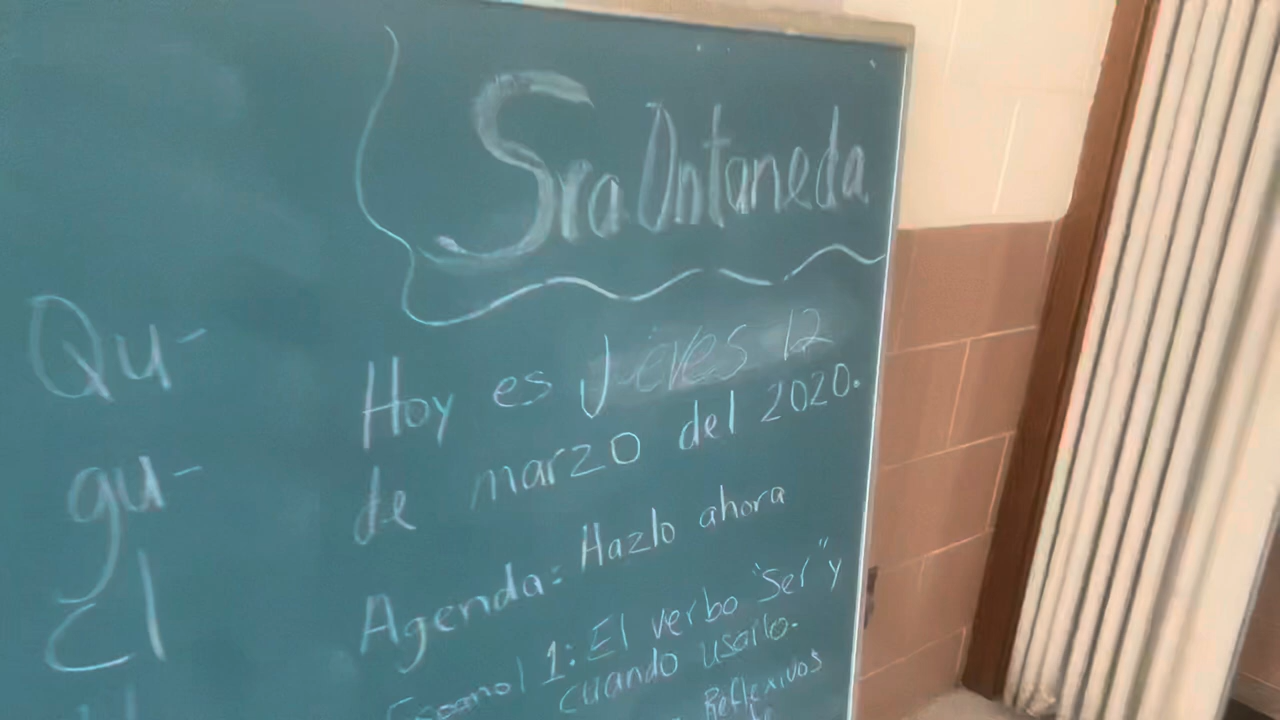 Sra Ontaneda
Qu-
gu-
Hoy es Jueves 12
de marzo del 2020.
Agenda: Hazlo ahora
1: El verbo "Ser" y
cuando usarlo.
Reflexivos